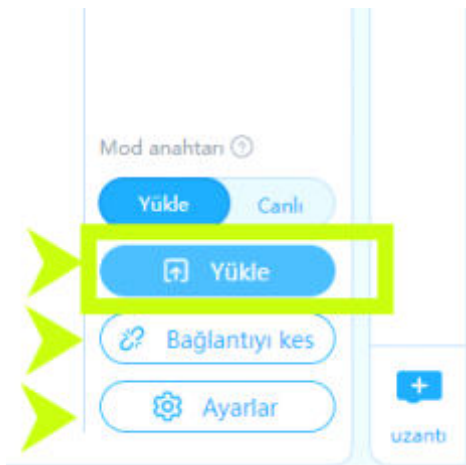 Mod anahtarı
Yükle Canlı
Yükle
Bağlantıyı kes
Ayarlar
uzantı